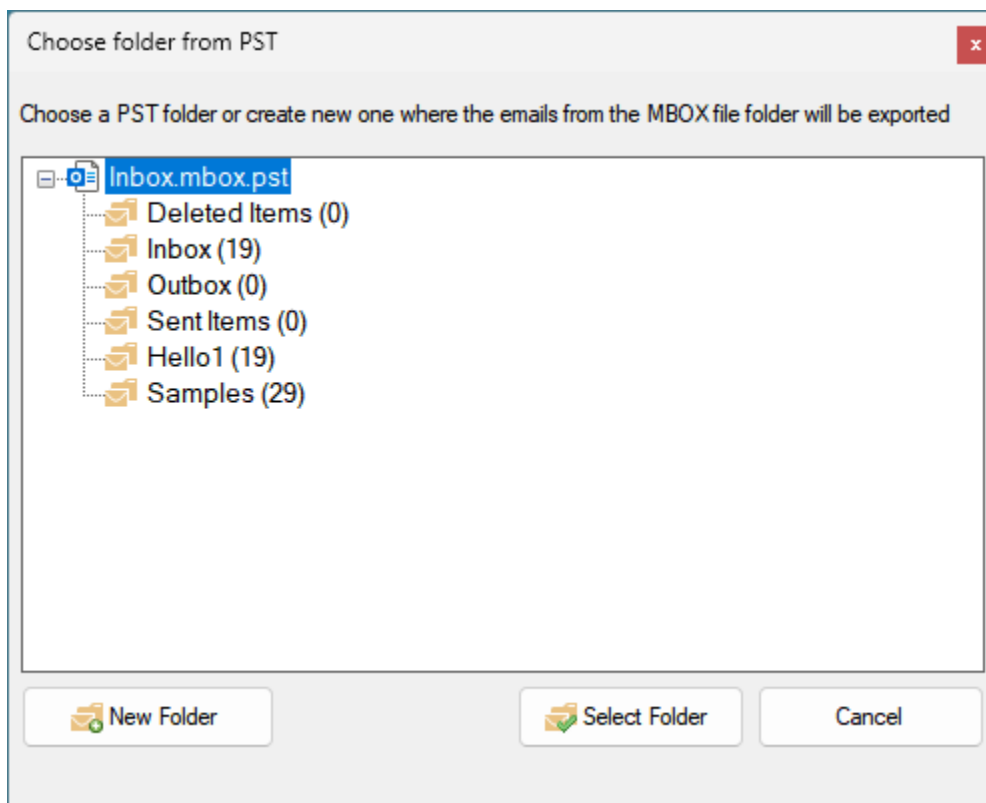 Choose folder from PST
x
Choose a PST folder or create new one where the emails from the MBOX file folder will be exported
Inbox.mbox.pst
Deleted Items (0)
Inbox (19)
Outbox (0)
Sent Items (0)
Hello1 (19)
Samples (29)
New Folder Select Folder Cancel